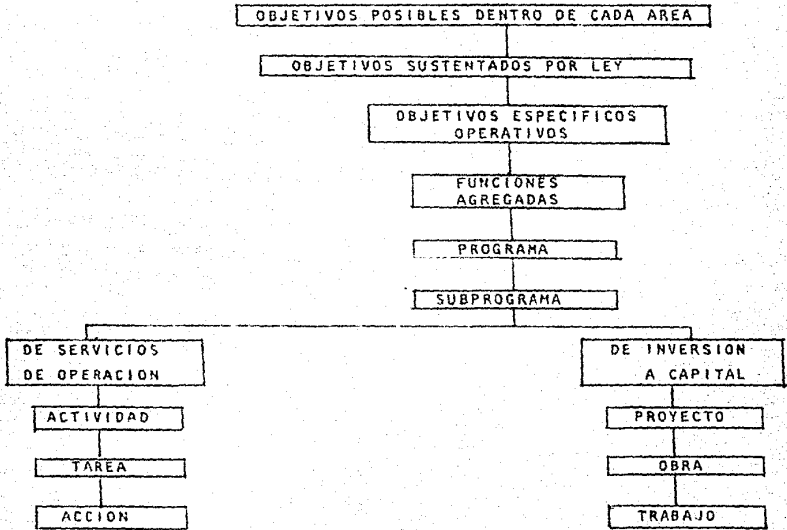 OBJETIVOS POSIBLES DENTRO DE CADA AREA
OBJETIVOS SUSTENTADOS POR LEY
OBJETIVOS ESPECIFICOS
OPERATIVOS
FUNCIONES
AGREGADAS
PROGRAMA
SUBPROGRAMA
DE SERVICIOS
DE OPERACION
ACTIVIDAD
TAREA
ACCION
DE INVERSION
A CAPITAL
PROYECTO
OBRA
TRABAJO